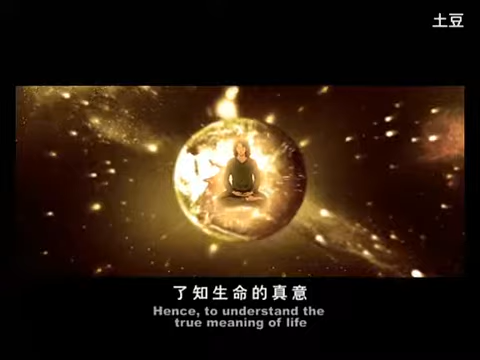 土豆
了知生命的真意
Hence, to understand the
true meaning of life